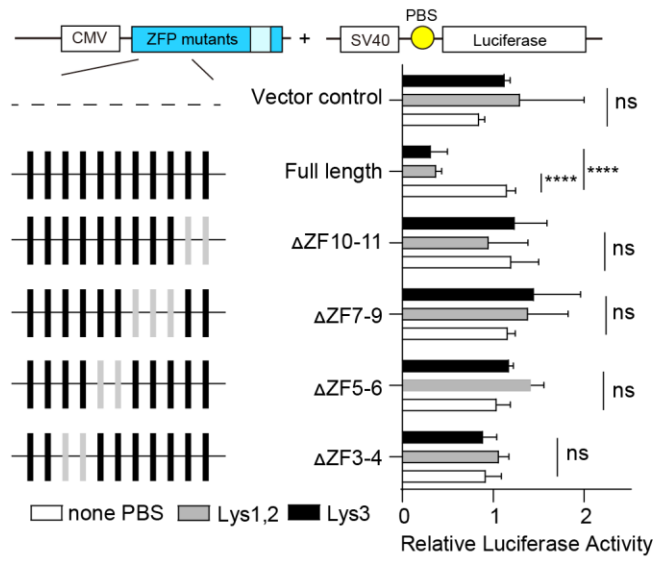 PBS
CMV ZFP mutants + SV40 Luciferase
Vector control ns
Full length **** ****
ΔZF10-11 ns
ΔZF7-9 ns
ΔZF5-6 ns
ΔZF3-4 ns
none PBS Lys1,2 Lys3
0 1 2
Relative Luciferase Activity